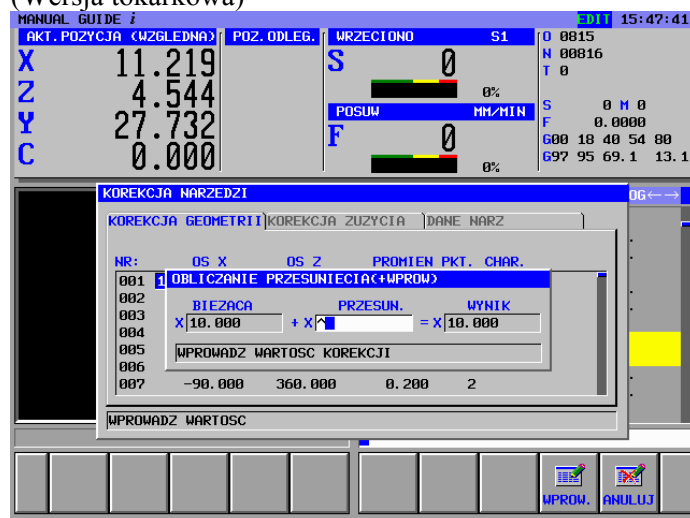 (Wersja tokarkowa)
MANUAL GUIDE i EDIT 15:47:41
AKT.POZYCJA (WZGLEDNA) POZ.ODLEG. WRZECIONO S1 O 0815
X 11.219 S 0 N 00816
T 0
Z 4.544 0%
POSUW MM/MIN S 0 M 0
Y 27.732 F 0 F 0.0000
G00 18 40 54 80
C 0.000 0% G97 95 69.1 13.1
OG←→
KOREKCJA NARZEDZI
KOREKCJA GEOMETRII KOREKCJA ZUZYCIA DANE NARZ
NR: OS X OS Z PROMIEN PKT. CHAR.
001 1
OBLICZANIE PRZESUNIECIA(+WPROW)
002
BIEZACA PRZESUN. WYNIK
003
X 10.000 + X ^ = X 10.000
004
005 WPROWADZ WARTOSC KOREKCJI
006
007 -90.000 360.000 0.200 2
WPROWADZ WARTOSC
WPROW. ANULUJ